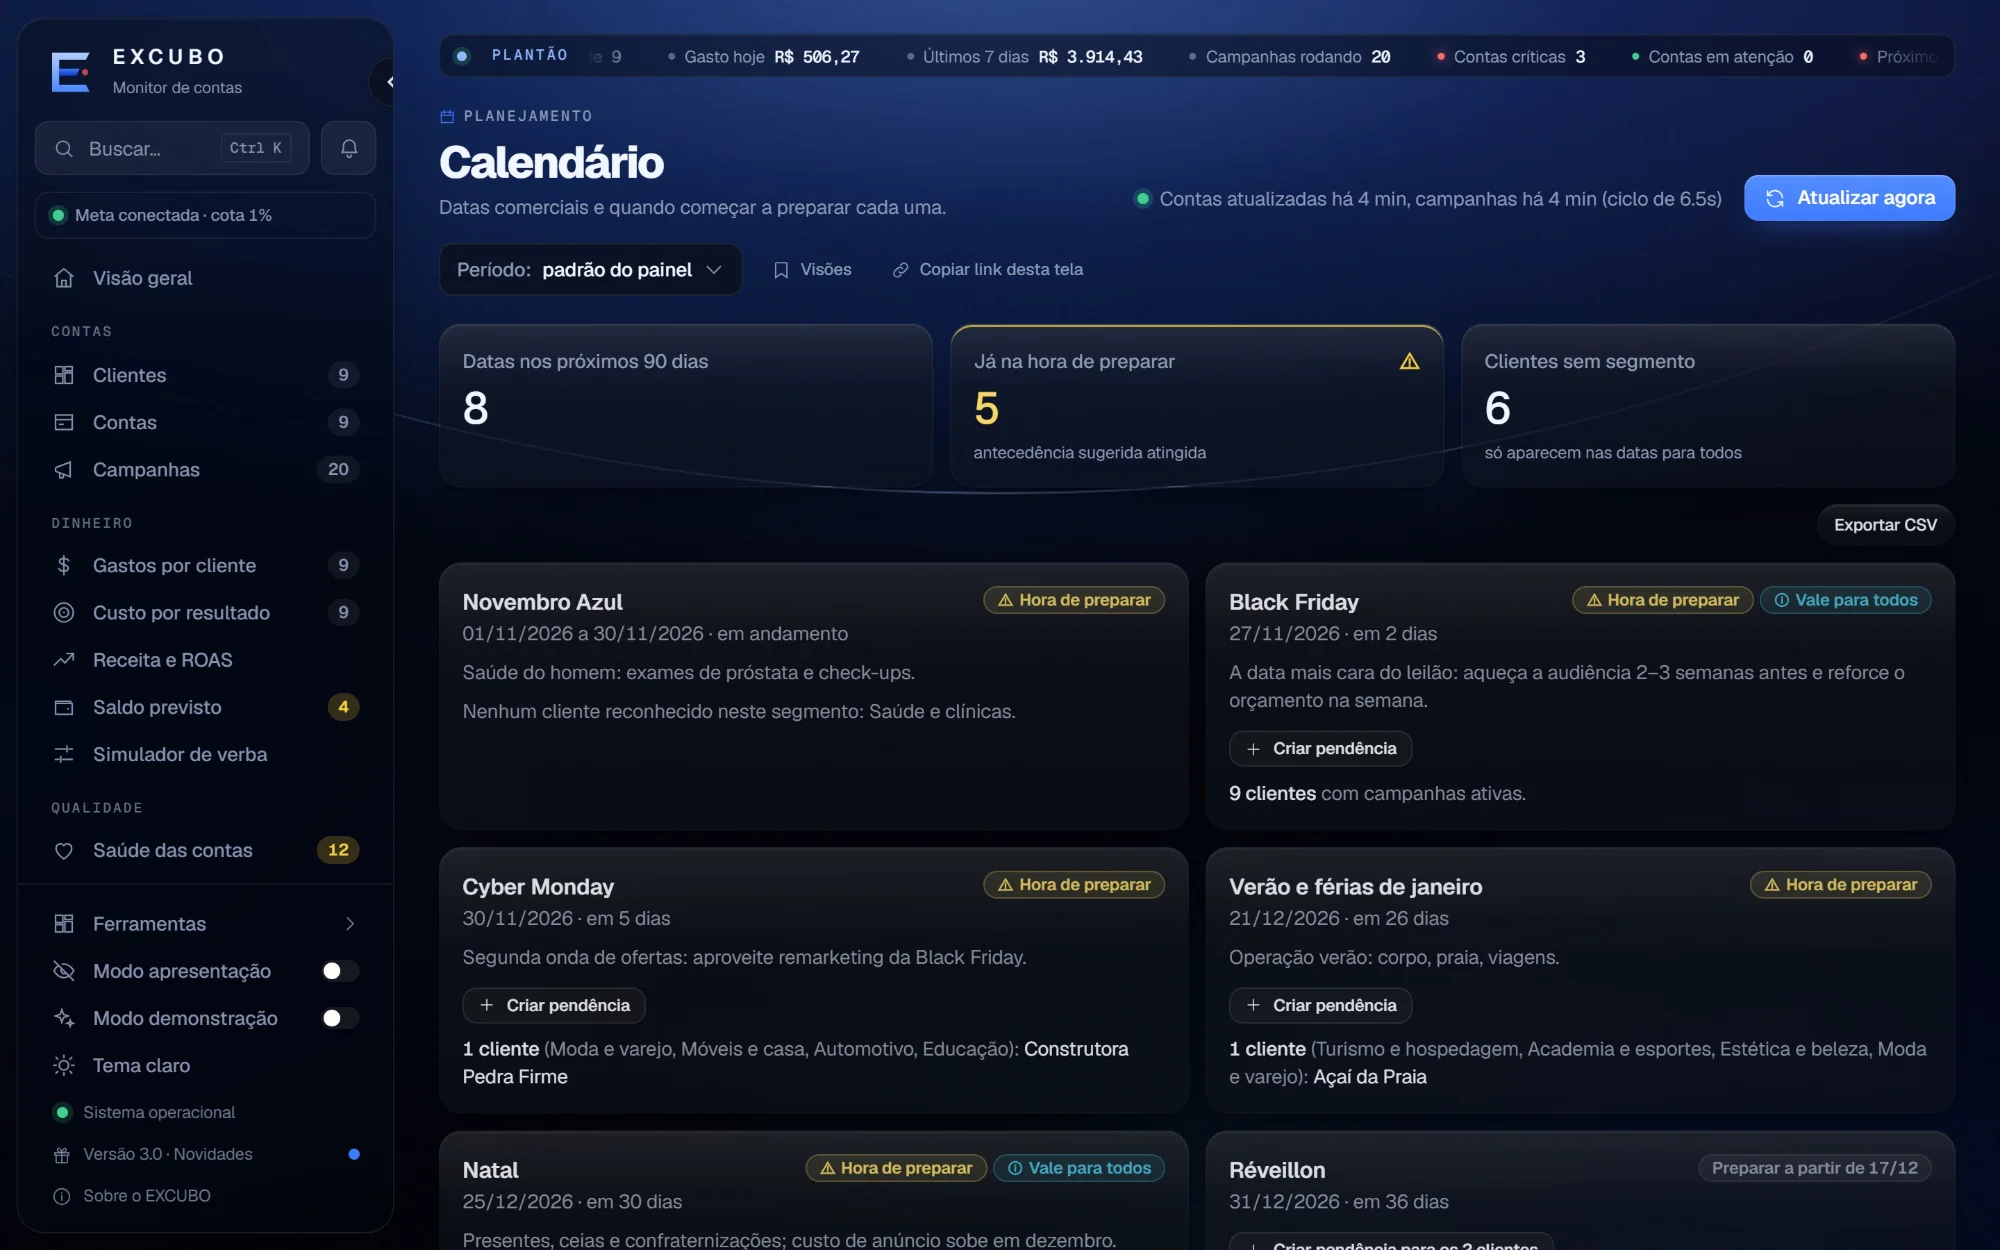 EXCUBO
Monitor de contas
Buscar...
Ctrl K
Meta conectada · cota 1%
Visão geral
CONTAS
Clientes 9
Contas 9
Campanhas 20
DINHEIRO
Gastos por cliente 9
Custo por resultado 9
Receita e ROAS
Saldo previsto 4
Simulador de verba
QUALIDADE
Saúde das contas 12
Ferramentas
Modo apresentação
Modo demonstração
Tema claro
Sistema operacional
Versão 3.0 · Novidades
Sobre o EXCUBO
PLANTÃO
9 Gasto hoje R$ 506,27 Últimos 7 dias R$ 3.914,43 Campanhas rodando 20 Contas críticas 3 Contas em atenção 0 Próximo
PLANEJAMENTO
Calendário
Datas comerciais e quando começar a preparar cada uma.
Contas atualizadas há 4 min, campanhas há 4 min (ciclo de 6.5s)
Atualizar agora
Período: padrão do painel
Visões
Copiar link desta tela
Datas nos próximos 90 dias
8
Já na hora de preparar
5
antecedência sugerida atingida
Clientes sem segmento
6
só aparecem nas datas para todos
Exportar CSV
Novembro Azul
Hora de preparar
01/11/2026 a 30/11/2026 · em andamento
Saúde do homem: exames de próstata e check-ups.
Nenhum cliente reconhecido neste segmento: Saúde e clínicas.
Black Friday
Hora de preparar
Vale para todos
27/11/2026 · em 2 dias
A data mais cara do leilão: aqueça a audiência 2–3 semanas antes e reforce o
orçamento na semana.
Criar pendência
9 clientes com campanhas ativas.
Cyber Monday
Hora de preparar
30/11/2026 · em 5 dias
Segunda onda de ofertas: aproveite remarketing da Black Friday.
Criar pendência
1 cliente (Moda e varejo, Móveis e casa, Automotivo, Educação): Construtora
Pedra Firme
Verão e férias de janeiro
Hora de preparar
21/12/2026 · em 26 dias
Operação verão: corpo, praia, viagens.
Criar pendência
1 cliente (Turismo e hospedagem, Academia e esportes, Estética e beleza, Moda
e varejo): Açaí da Praia
Natal
Hora de preparar
Vale para todos
25/12/2026 · em 30 dias
Presentes, ceias e confraternizações; custo de anúncio sobe em dezembro.
Réveillon
Preparar a partir de 17/12
31/12/2026 · em 36 dias
Criar pendência para os 2 clientes